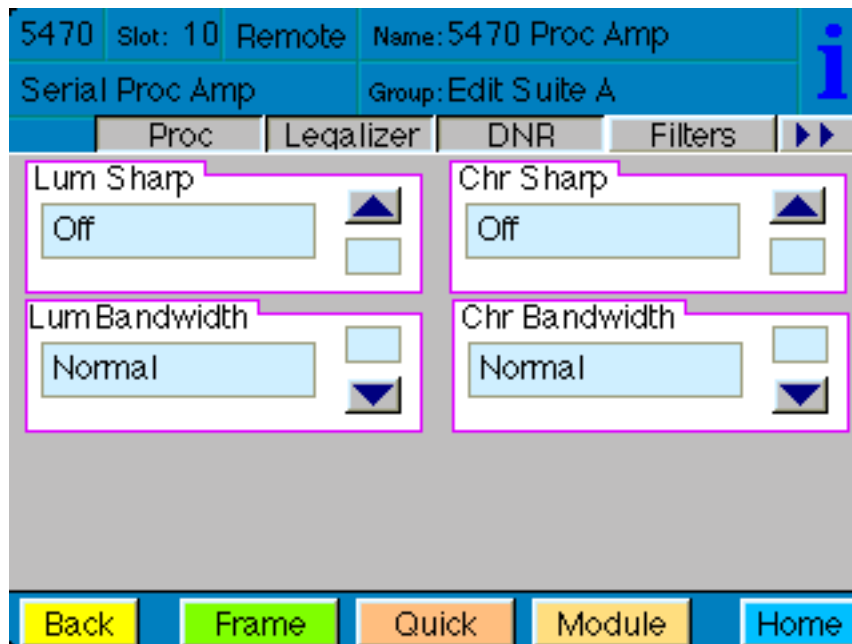 5470 Slot: 10 Remote Name: 5470 Proc Amp
Serial Proc Amp Group: Edit Suite A
Proc Legalizer DNR Filters
Lum Sharp Chr Sharp
Off Off
Lum Bandwidth Chr Bandwidth
Normal Normal
Back Frame Quick Module Home